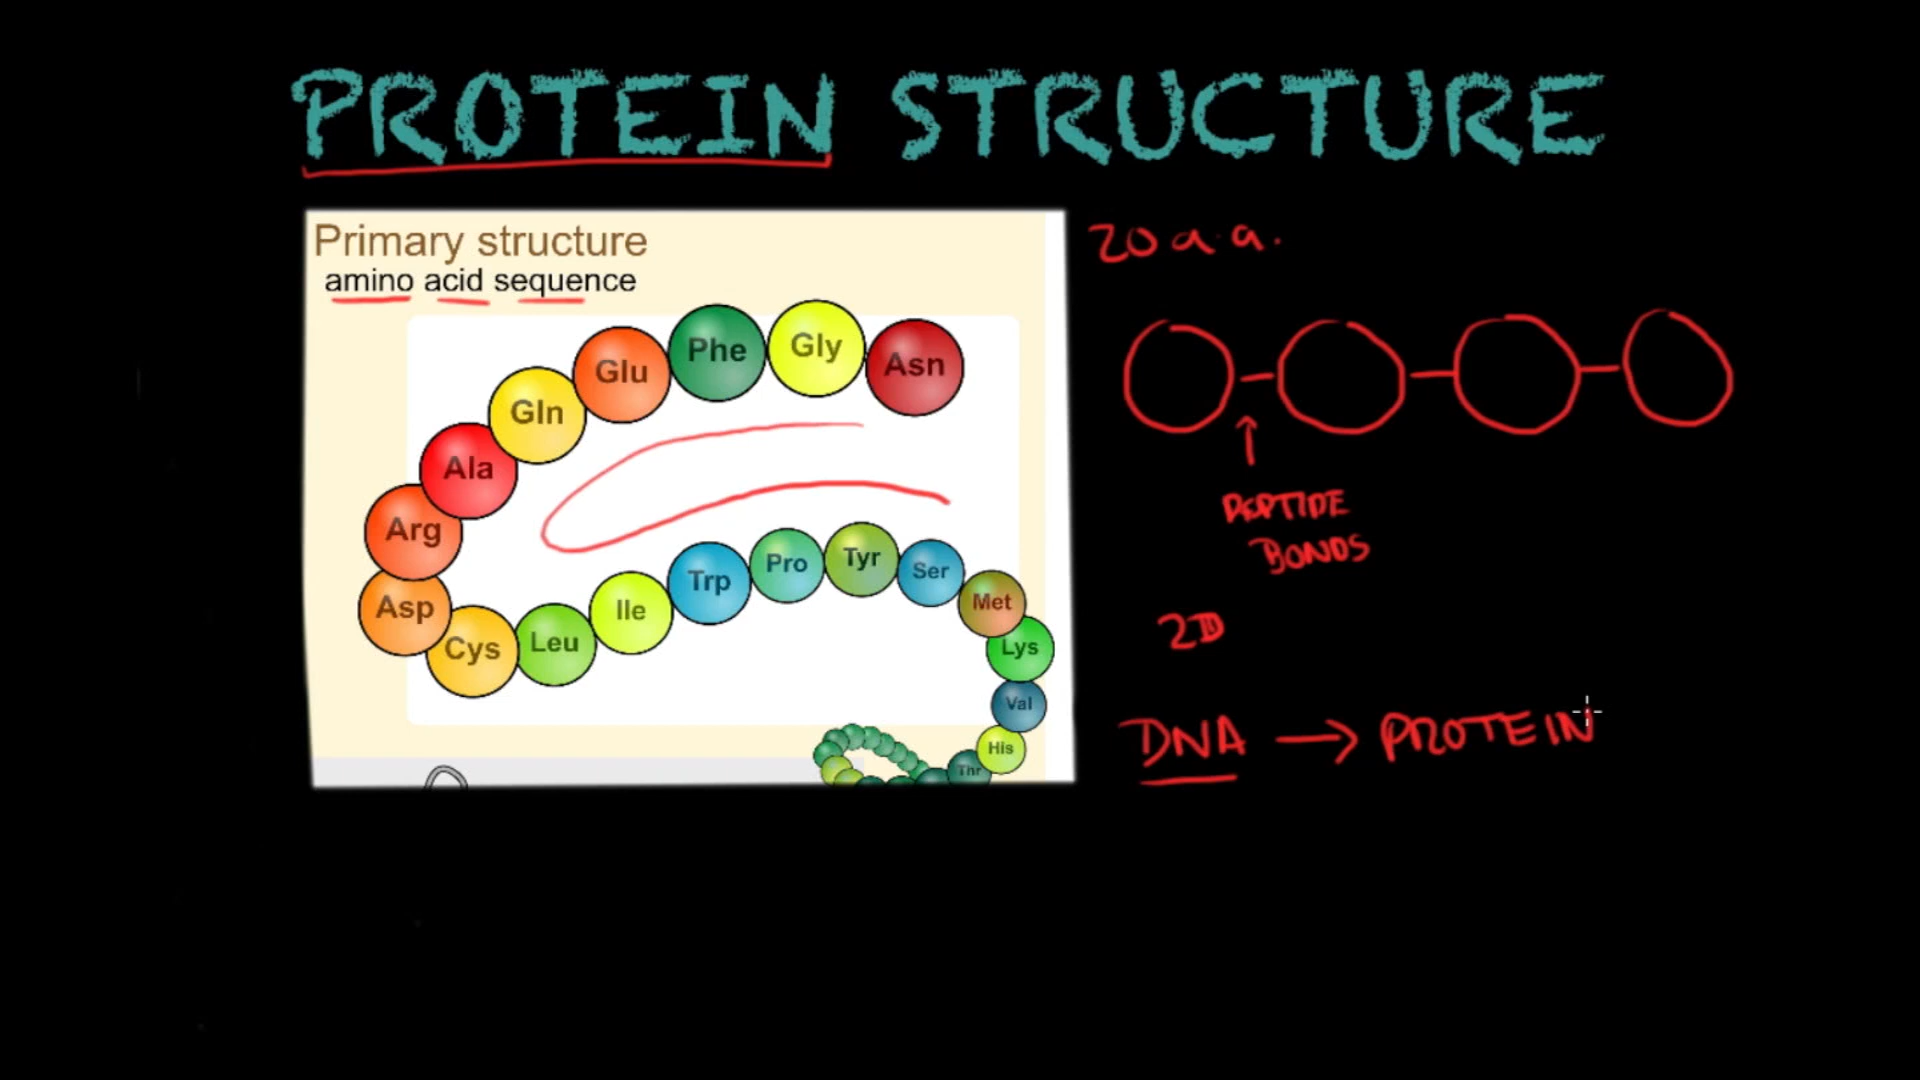 PROTEIN STRUCTURE
Primary structure
amino acid sequence
Asn
Gly
Phe
Glu
Gln
Ala
Arg
Asp
Cys
Leu
Ile
Trp
Pro
Tyr
Ser
Met
Lys
Val
His
Thr
20 a.a.
PEPTIDE
BONDS
2D
DNA → PROTEIN